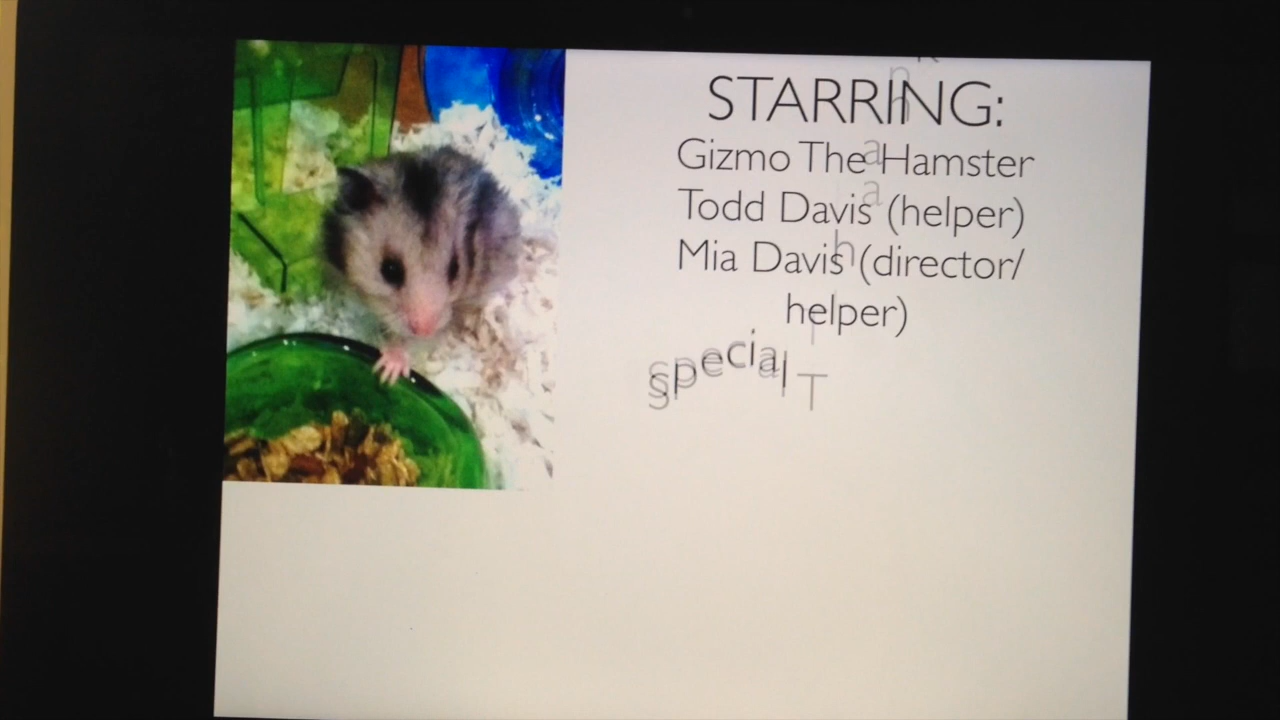 STARRING:
Gizmo The Hamster
Todd Davis (helper)
Mia Davis (director/
helper)
special T